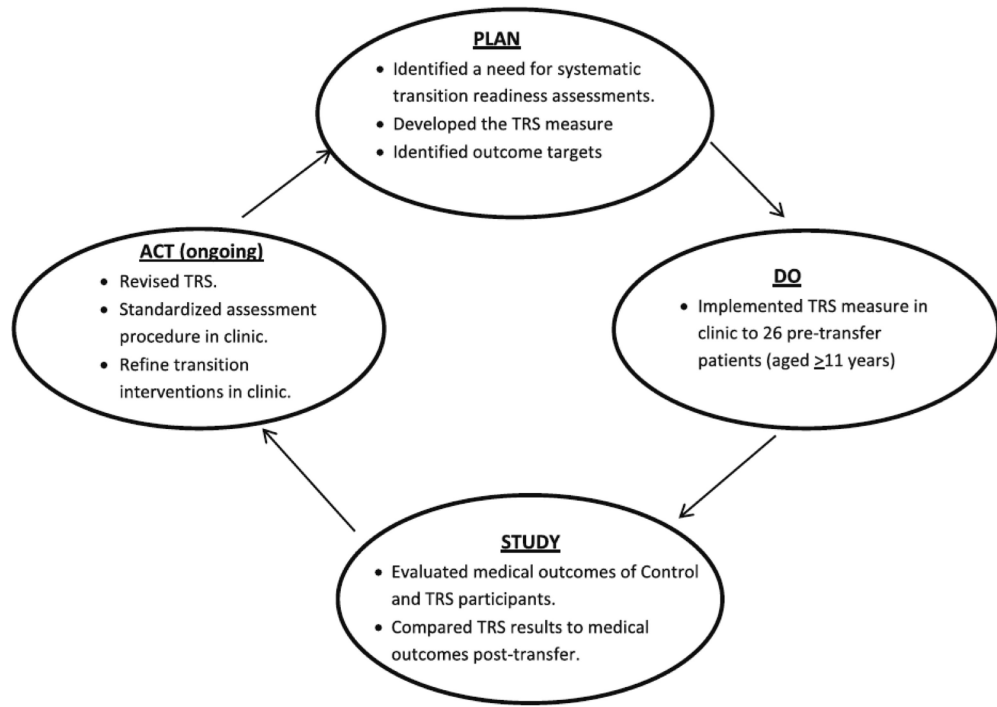 PLAN
• Identified a need for systematic
transition readiness assessments.
• Developed the TRS measure
• Identified outcome targets
ACT (ongoing)
• Revised TRS.
• Standardized assessment
procedure in clinic.
• Refine transition
interventions in clinic.
DO
• Implemented TRS measure in
clinic to 26 pre-transfer
patients (aged ≥11 years)
STUDY
• Evaluated medical outcomes of Control
and TRS participants.
• Compared TRS results to medical
outcomes post-transfer.